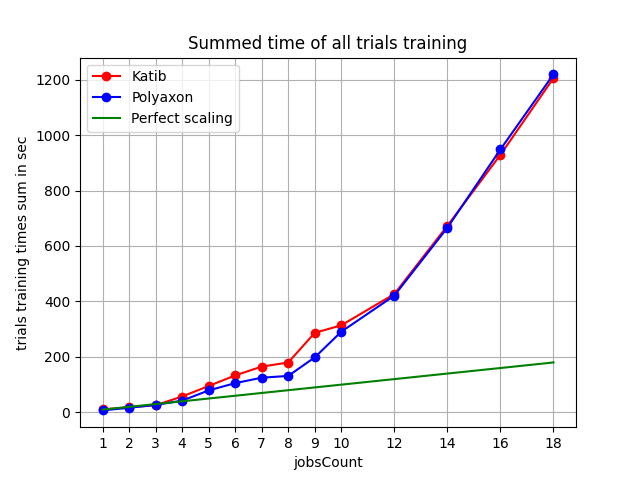 Summed time of all trials training
Katib
Polyaxon
Perfect scaling
trials training times sum in sec
1200
1000
800
600
400
200
0
1 2 3 4 5 6 7 8 9 10 12 14 16 18
jobsCount